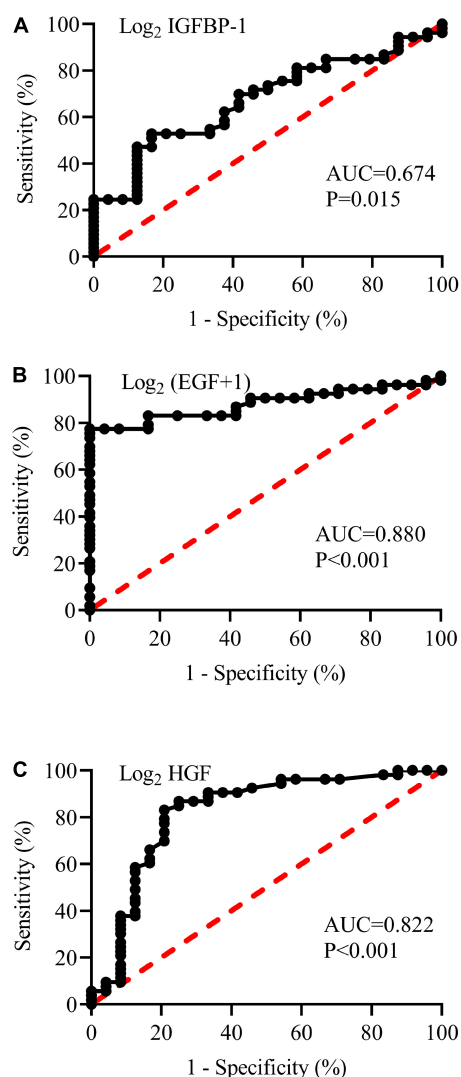 A
Log₂ IGFBP-1
100
80
60
40
20
0
Sensitivity (%)
AUC=0.674
P=0.015
0 20 40 60 80 100
1 - Specificity (%)
B
Log₂ (EGF+1)
100
80
60
40
20
0
Sensitivity (%)
AUC=0.880
P<0.001
0 20 40 60 80 100
1 - Specificity (%)
C
Log₂ HGF
100
80
60
40
20
0
Sensitivity (%)
AUC=0.822
P<0.001
0 20 40 60 80 100
1 - Specificity (%)